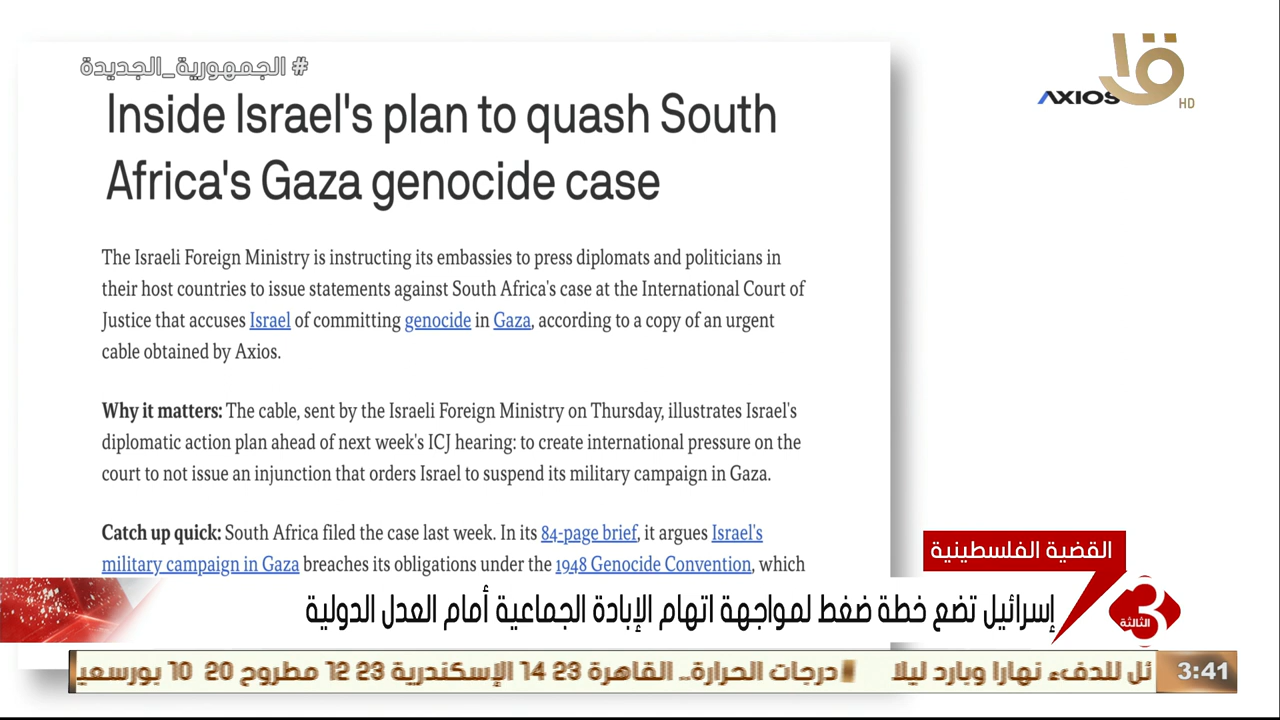 # الجمهورية_الجديدة
AXIOS
HD
Inside Israel's plan to quash South
Africa's Gaza genocide case
The Israeli Foreign Ministry is instructing its embassies to press diplomats and politicians in
their host countries to issue statements against South Africa's case at the International Court of
Justice that accuses Israel of committing genocide in Gaza, according to a copy of an urgent
cable obtained by Axios.
Why it matters: The cable, sent by the Israeli Foreign Ministry on Thursday, illustrates Israel's
diplomatic action plan ahead of next week's ICJ hearing: to create international pressure on the
court to not issue an injunction that orders Israel to suspend its military campaign in Gaza.
Catch up quick: South Africa filed the case last week. In its 84-page brief, it argues Israel's
military campaign in Gaza breaches its obligations under the 1948 Genocide Convention, which
القضية الفلسطينية
إسرائيل تضع خطة ضغط لمواجهة اتهام الإبادة الجماعية أمام العدل الدولية
3 الثالثة
3:41
ئل للدفء نهارا وبارد ليلا درجات الحرارة.. القاهرة 23 14 الإسكندرية 23 12 مطروح 20 10 بورسعيد